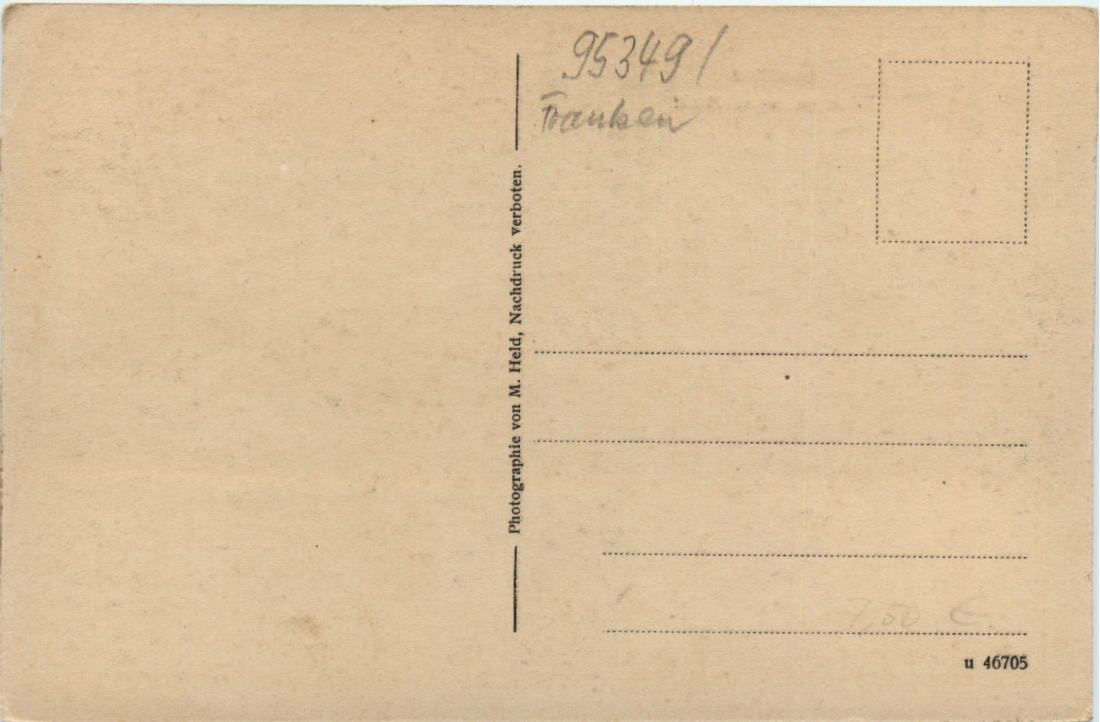 95349/
Franken
Photographie von M. Held, Nachdruck verboten.
7,50 €
u 46705